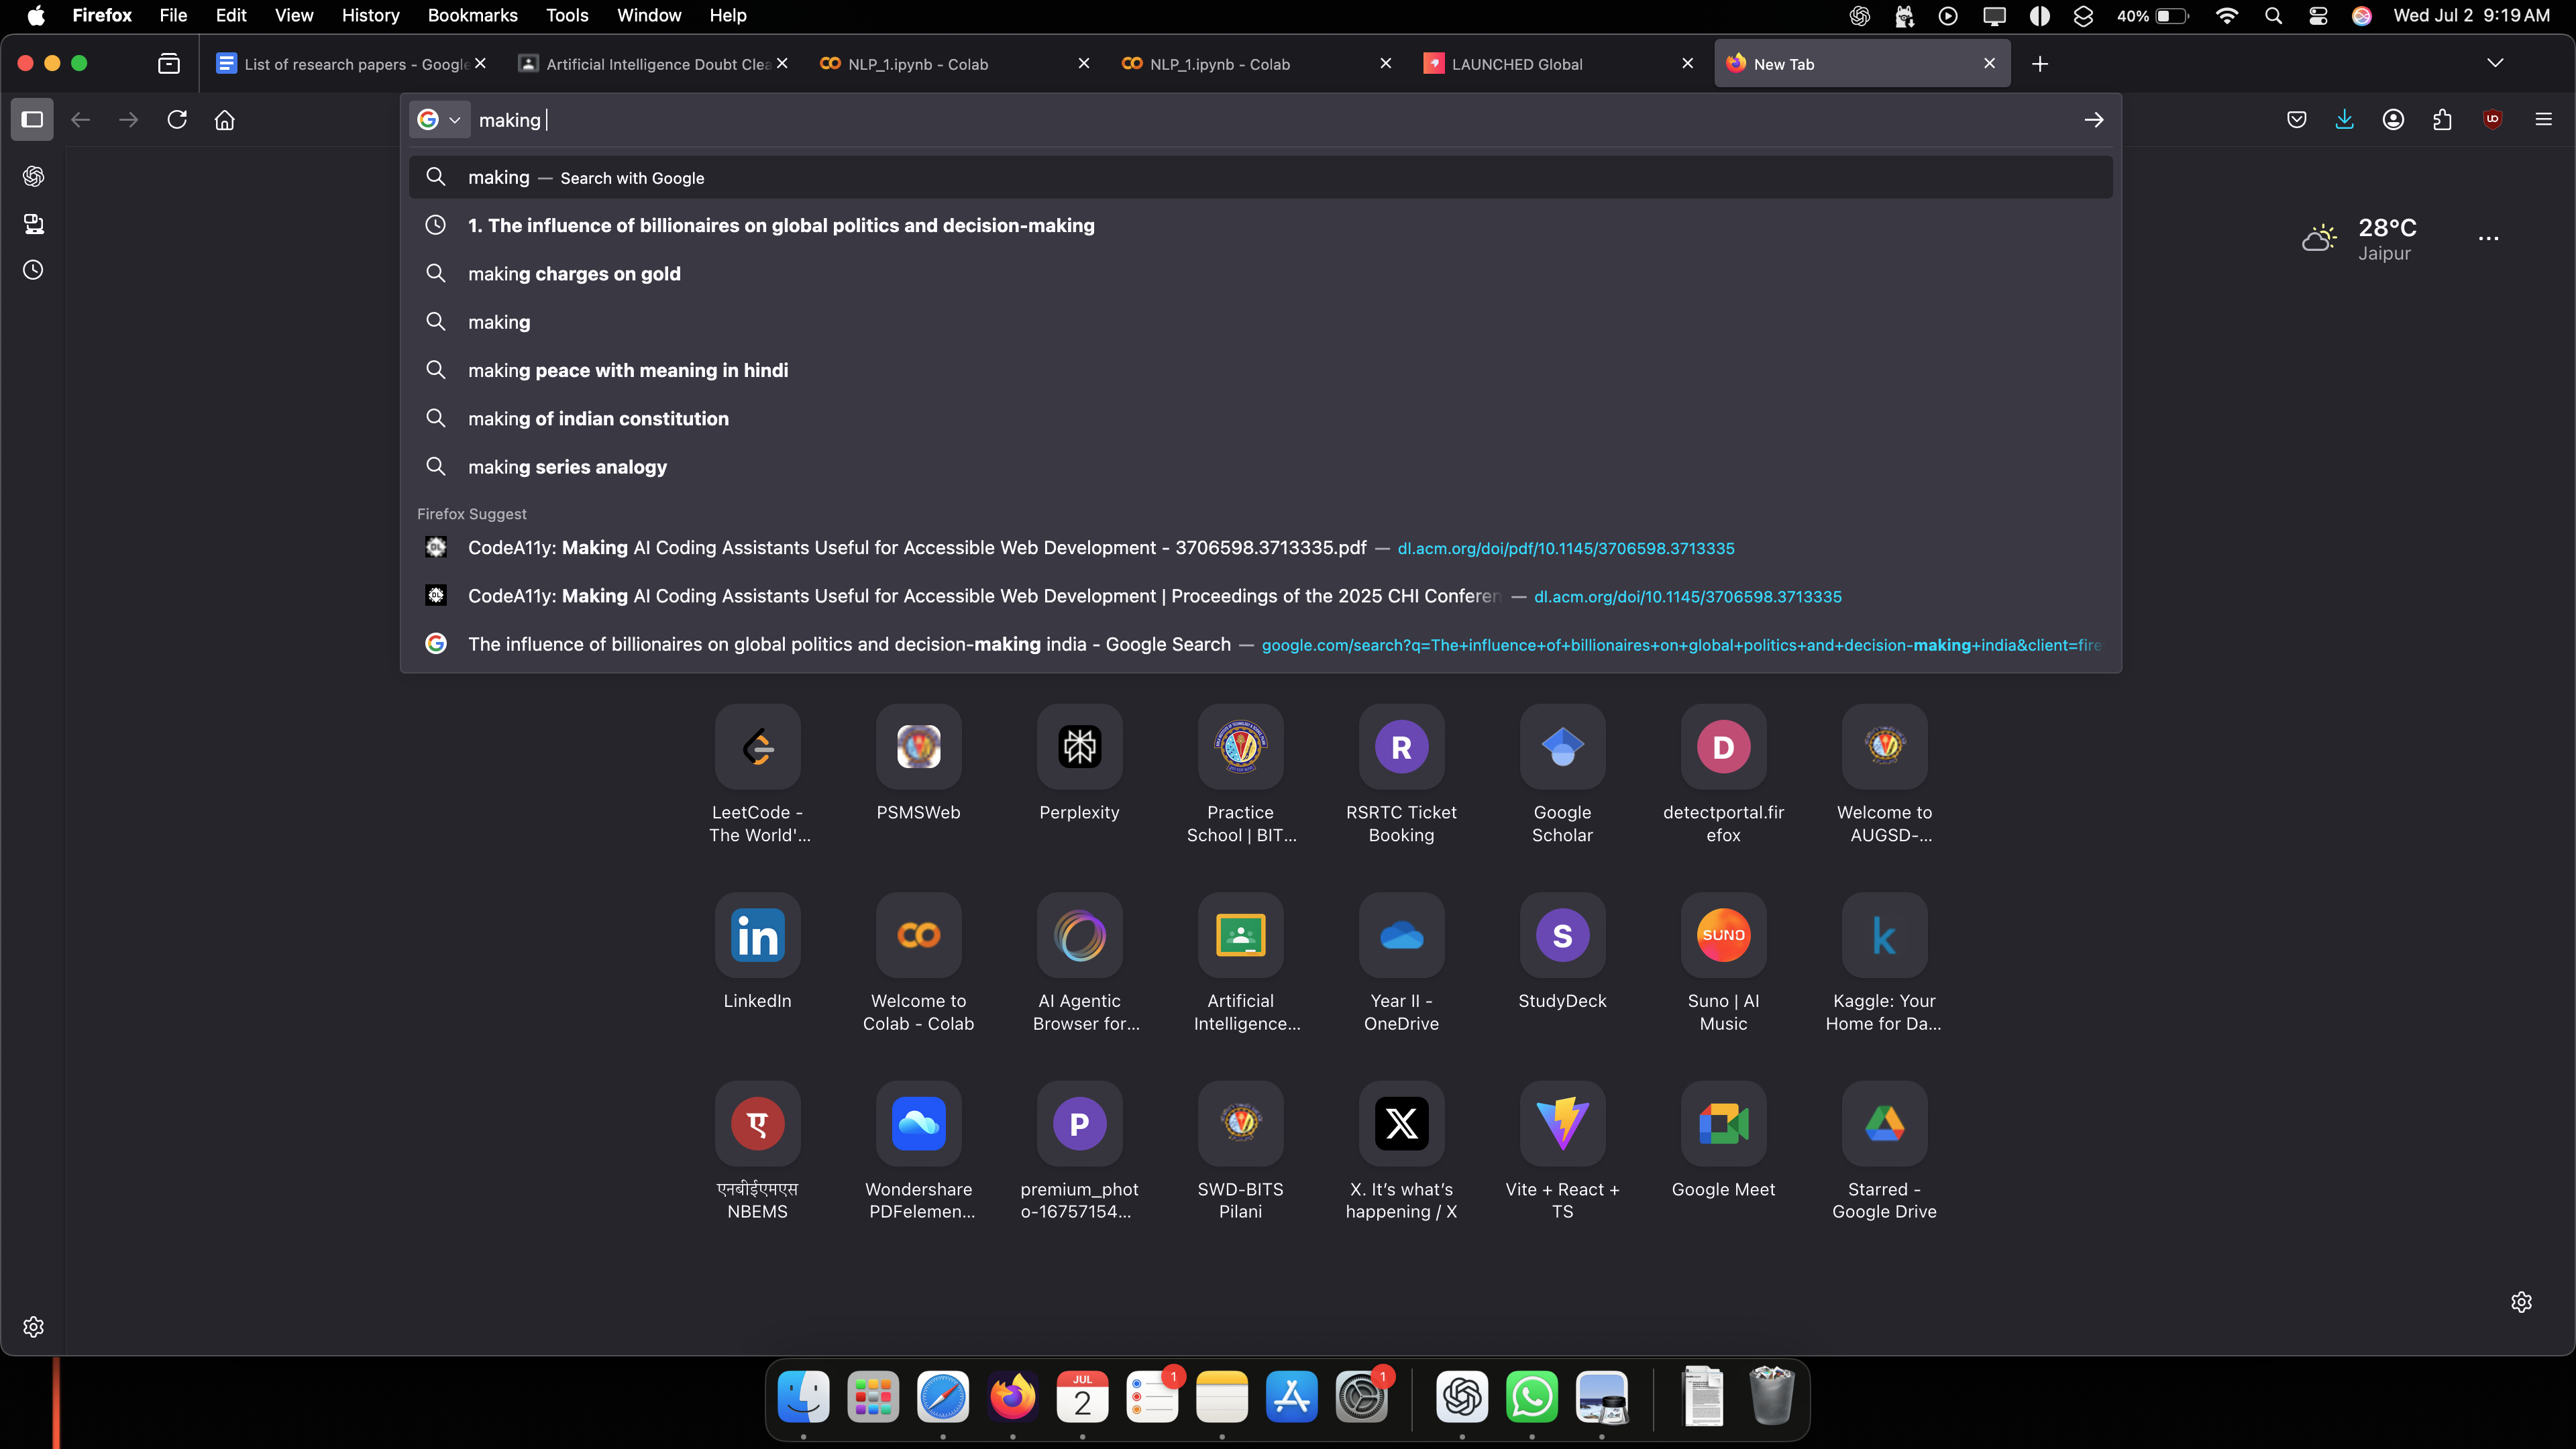 Firefox File Edit View History Bookmarks Tools Window Help 40% Wed Jul 2 9:19 AM
List of research papers - Google
Artificial Intelligence Doubt Clea
NLP_1.ipynb - Colab
NLP_1.ipynb - Colab
LAUNCHED Global
New Tab
making
making — Search with Google
1. The influence of billionaires on global politics and decision-making
making charges on gold
making
making peace with meaning in hindi
making of indian constitution
making series analogy
Firefox Suggest
CodeA11y: Making AI Coding Assistants Useful for Accessible Web Development - 3706598.3713335.pdf — dl.acm.org/doi/pdf/10.1145/3706598.3713335
CodeA11y: Making AI Coding Assistants Useful for Accessible Web Development | Proceedings of the 2025 CHI Conferen — dl.acm.org/doi/10.1145/3706598.3713335
The influence of billionaires on global politics and decision-making india - Google Search — google.com/search?q=The+influence+of+billionaires+on+global+politics+and+decision-making+india&client=fire
28°C
Jaipur
R
D
LeetCode -
The World'...
PSMSWeb
Perplexity
Practice
School | BIT...
RSRTC Ticket
Booking
Google
Scholar
detectportal.fir
efox
Welcome to
AUGSD-...
in
S
SUNO
k
LinkedIn
Welcome to
Colab - Colab
AI Agentic
Browser for...
Artificial
Intelligence...
Year II -
OneDrive
StudyDeck
Suno | AI
Music
Kaggle: Your
Home for Da...
ए
P
X
एनबीईएमएस
NBEMS
Wondershare
PDFelemen...
premium_phot
o-16757154...
SWD-BITS
Pilani
X. It's what's
happening / X
Vite + React +
TS
Google Meet
Starred -
Google Drive
JUL
2
1
1